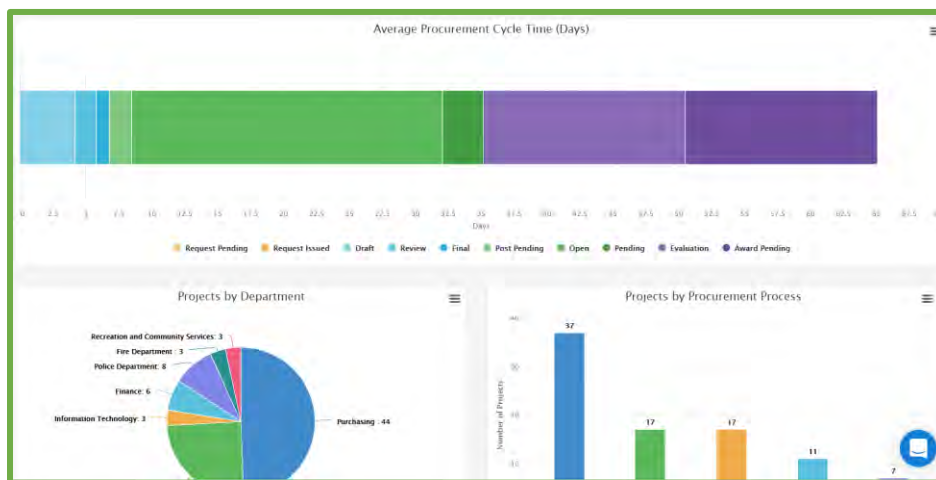 Average Procurement Cycle Time (Days)
0 2.5 5 7.5 10 12.5 15 17.5 20 22.5 25 27.5 30 32.5 35 37.5 40 42.5 45 47.5 50 52.5 55 57.5 60 62.5 65 67.5
Days
Request Pending Request Issued Draft Review Final Post Pending Open Pending Evaluation Award Pending
Projects by Department
Recreation and Community Services: 3
Fire Department : 3
Police Department : 8
Finance: 6
Information Technology: 3
Purchasing : 44
Projects by Procurement Process
Number of Projects
40
37
17
17
11
7